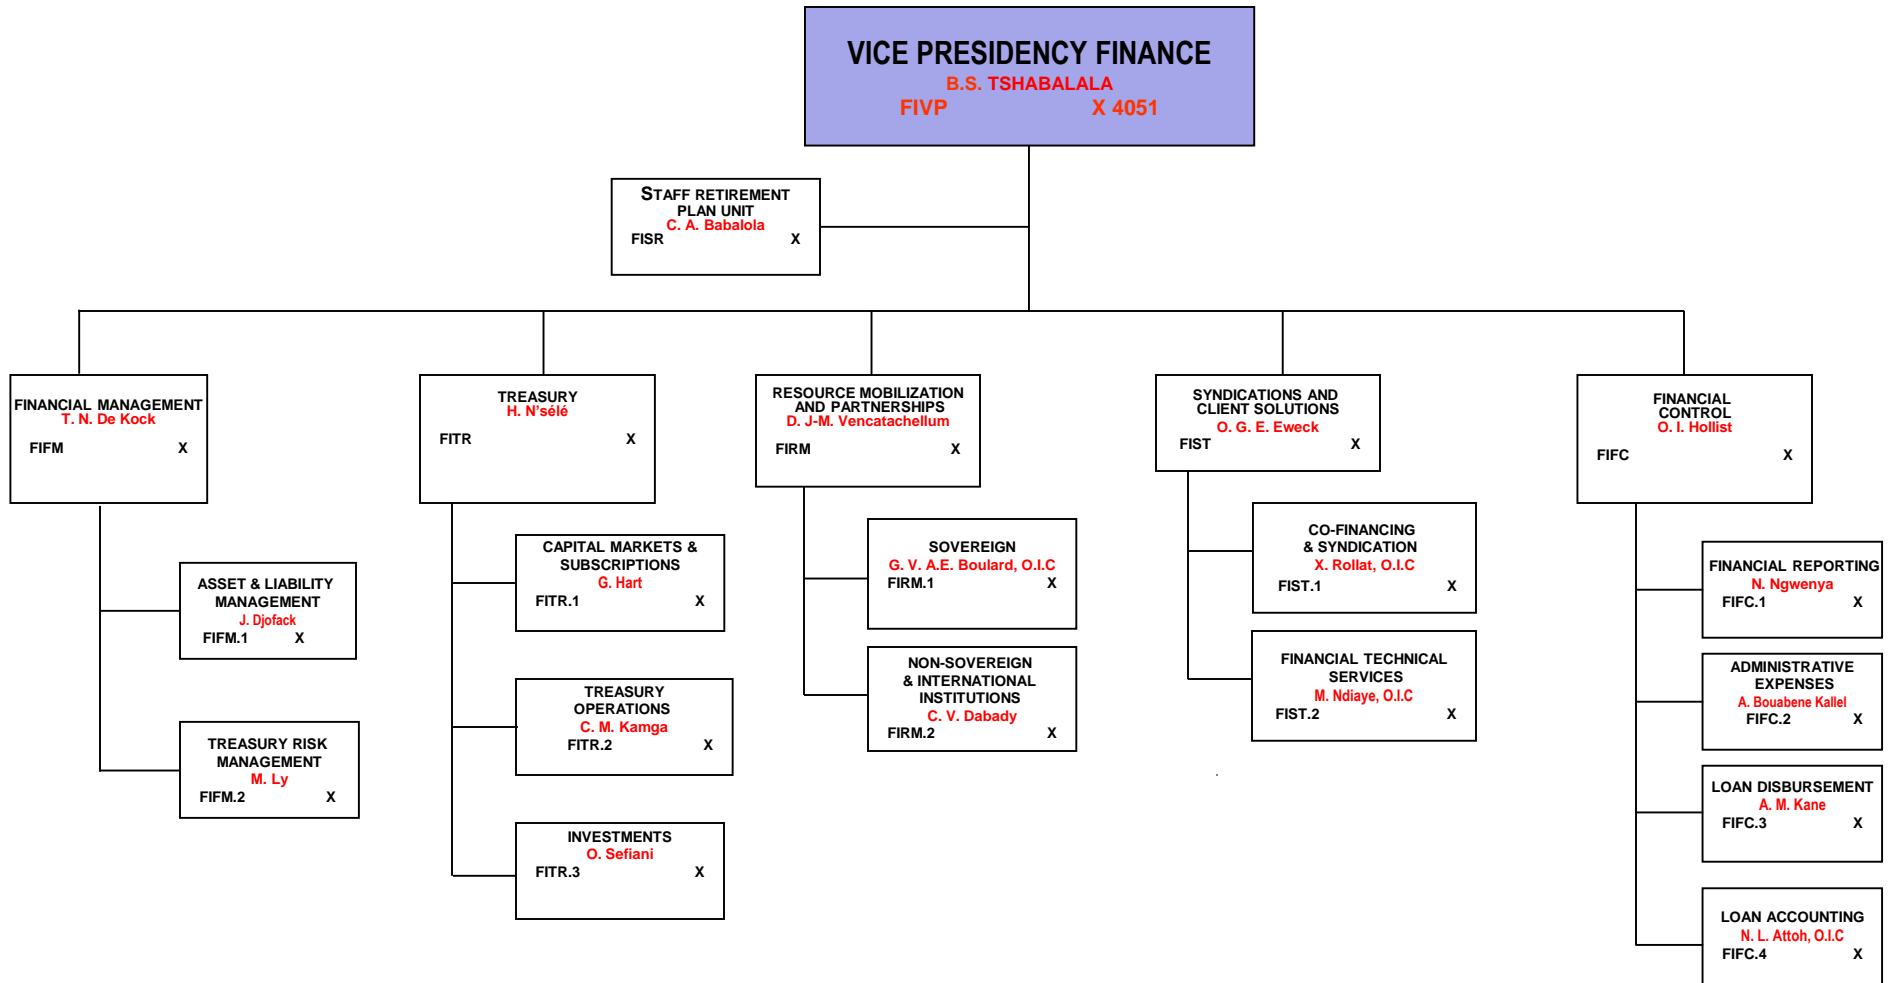 VICE PRESIDENCY FINANCE
B.S. TSHABALALA
FIVP X 4051
STAFF RETIREMENT
PLAN UNIT
C. A. Babalola
FISR X
FINANCIAL MANAGEMENT
T. N. De Kock
FIFM X
TREASURY
H. N'sélé
FITR X
RESOURCE MOBILIZATION
AND PARTNERSHIPS
D. J-M. Vencatachellum
FIRM X
SYNDICATIONS AND
CLIENT SOLUTIONS
O. G. E. Eweck
FIST X
FINANCIAL
CONTROL
O. I. Hollist
FIFC X
ASSET & LIABILITY
MANAGEMENT
J. Djofack
FIFM.1 X
TREASURY RISK
MANAGEMENT
M. Ly
FIFM.2 X
CAPITAL MARKETS &
SUBSCRIPTIONS
G. Hart
FITR.1 X
TREASURY
OPERATIONS
C. M. Kamga
FITR.2 X
INVESTMENTS
O. Sefiani
FITR.3 X
SOVEREIGN
G. V. A.E. Boulard, O.I.C
FIRM.1 X
NON-SOVEREIGN
& INTERNATIONAL
INSTITUTIONS
C. V. Dabady
FIRM.2 X
CO-FINANCING
& SYNDICATION
X. Rollat, O.I.C
FIST.1 X
FINANCIAL TECHNICAL
SERVICES
M. Ndiaye, O.I.C
FIST.2 X
FINANCIAL REPORTING
N. Ngwenya
FIFC.1 X
ADMINISTRATIVE
EXPENSES
A. Bouabene Kallel
FIFC.2 X
LOAN DISBURSEMENT
A. M. Kane
FIFC.3 X
LOAN ACCOUNTING
N. L. Attoh, O.I.C
FIFC.4 X